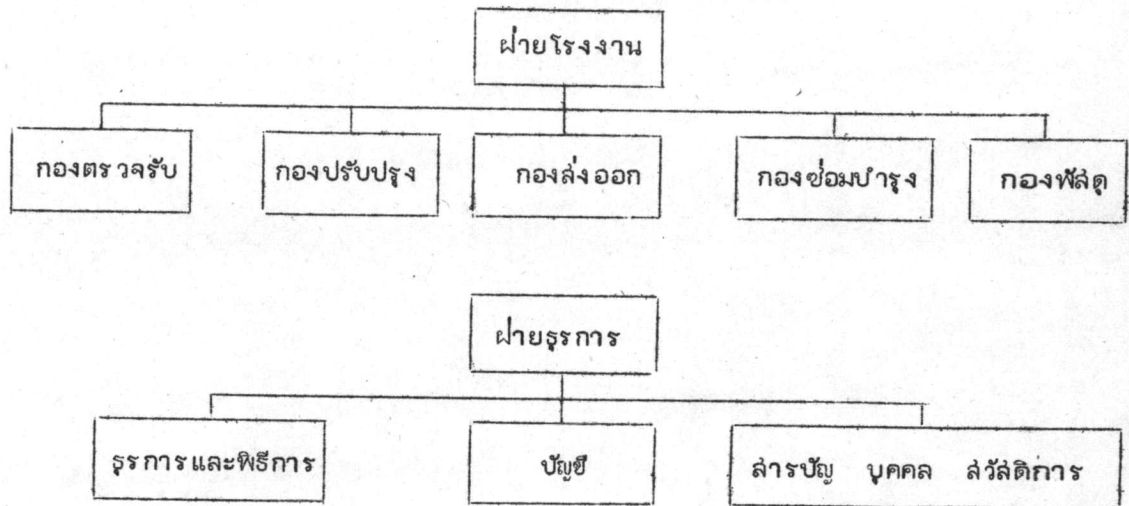 ฝ่ายโรงงาน
กองตรวจรับ กองปรับปรุง กองส่งออก กองซ่อมบำรุง กองพัสดุ
ฝ่ายธุรการ
ธุรการและพิธีการ บัญชี สารบัญ บุคคล สวัสดิการ